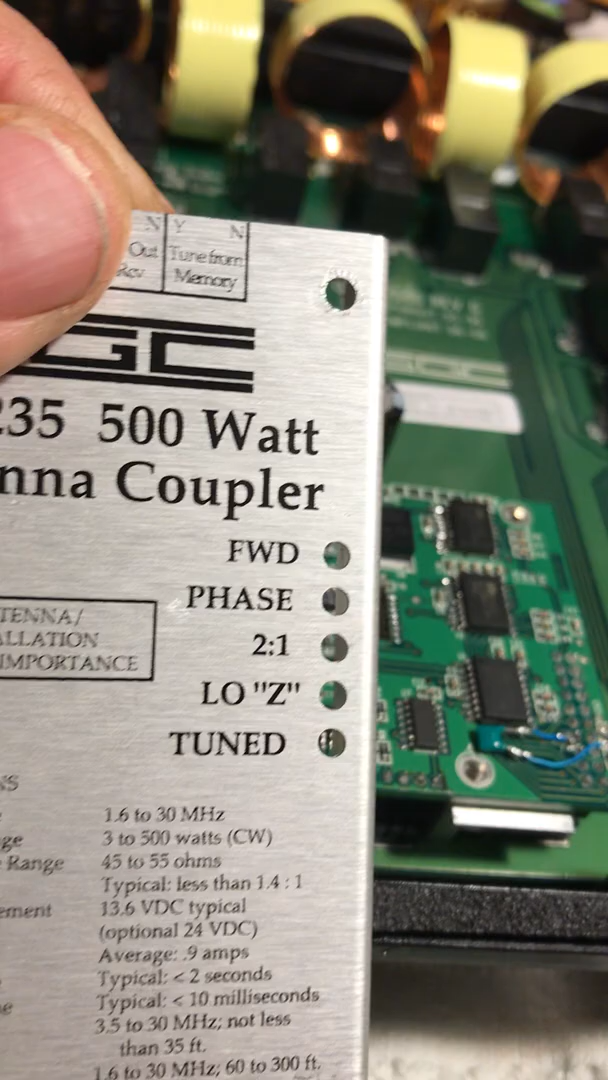 N Y N
Out Tune from
Rcv Memory
GC
235 500 Watt
nna Coupler
FWD
PHASE
2:1
LO "Z"
TUNED
TENNA/
ALLATION
IMPORTANCE
NS
1.6 to 30 MHz
ge 3 to 500 watts (CW)
Range 45 to 55 ohms
Typical: less than 1.4 : 1
ement 13.6 VDC typical
(optional 24 VDC)
Average: .9 amps
Typical: < 2 seconds
e Typical: < 10 milliseconds
3.5 to 30 MHz; not less
than 35 ft.
1.6 to 30 MHz; 60 to 300 ft.